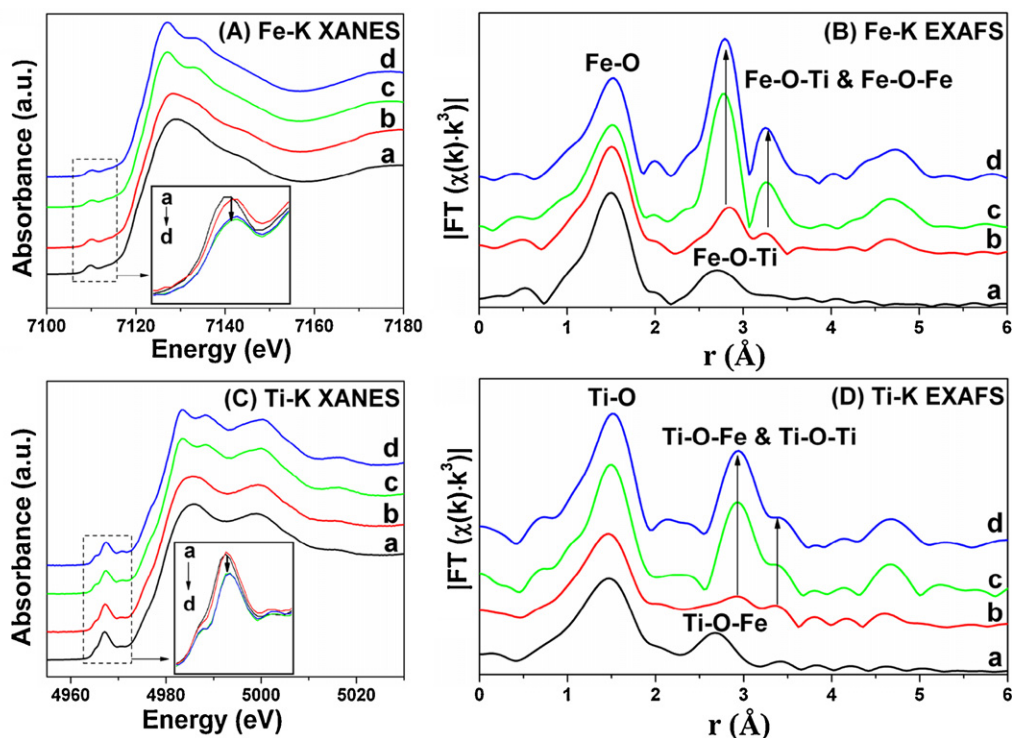 (A) Fe-K XANES
Absorbance (a.u.)
d
c
b
a
a
d
7100 7120 7140 7160 7180
Energy (eV)
(B) Fe-K EXAFS
|FT (χ(k)·k³)|
Fe-O
Fe-O-Ti & Fe-O-Fe
d
c
b
Fe-O-Ti
a
0 1 2 3 4 5 6
r (Å)
(C) Ti-K XANES
Absorbance (a.u.)
d
c
b
a
a
d
4960 4980 5000 5020
Energy (eV)
(D) Ti-K EXAFS
|FT (χ(k)·k³)|
Ti-O
Ti-O-Fe & Ti-O-Ti
d
c
b
Ti-O-Fe
a
0 1 2 3 4 5 6
r (Å)